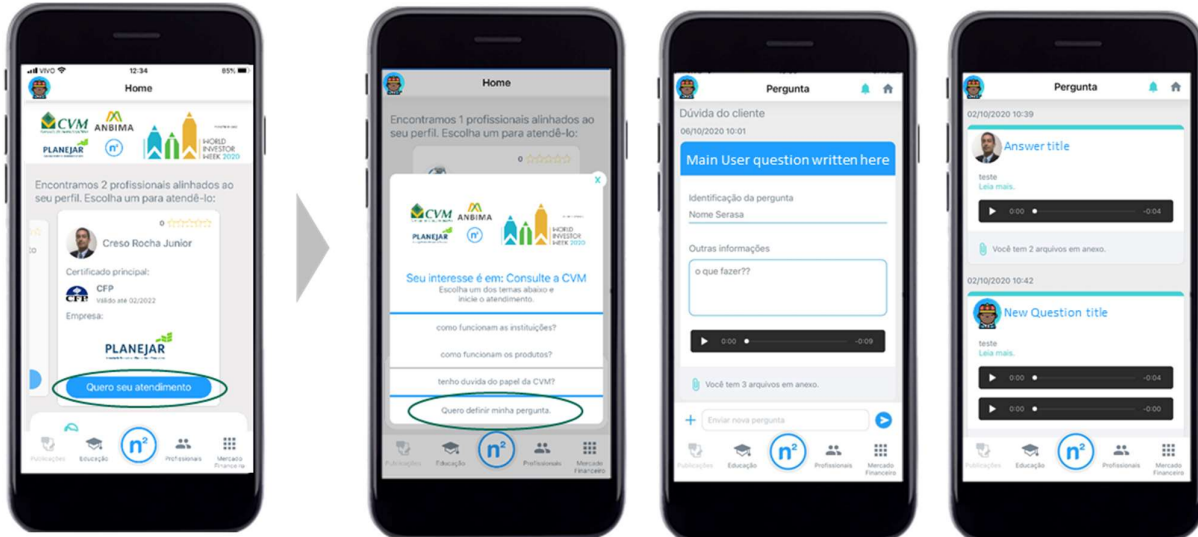 VIVO
12:34
85%
Home
CVM
ANBIMA
PLANEJAR
n²
WORLD
INVESTOR
WEEK 2020
Encontramos 2 profissionais alinhados ao
seu perfil. Escolha um para atendê-lo:
0
Creso Rocha Junior
Certificado principal:
CFP
Válido até 02/2022
Empresa:
PLANEJAR
Quero seu atendimento
Publicações
Educação
n²
Profissionais
Mercado
Financeiro
Home
Encontramos 1 profissionais alinhados ao
seu perfil. Escolha um para atendê-lo:
0
x
CVM
ANBIMA
PLANEJAR
n²
WORLD
INVESTOR
WEEK 2020
Seu interesse é em: Consulte a CVM
Escolha um dos temas abaixo e
inicie o atendimento.
como funcionam as instituições?
como funcionam os produtos?
tenho duvida do papel da CVM?
Quero definir minha pergunta.
Publicações
Educação
n²
Profissionais
Mercado
Financeiro
Pergunta
Dúvida do cliente
06/10/2020 10:01
Main User question written here
Identificação da pergunta
Nome Serasa
Outras informações
o que fazer??
0:00
-0:09
Você tem 3 arquivos em anexo.
+
Enviar nova pergunta
Publicações
Educação
n²
Profissionais
Mercado
Financeiro
Pergunta
02/10/2020 10:39
Answer title
teste
Leia mais.
0:00
-0:04
Você tem 2 arquivos em anexo.
02/10/2020 10:42
New Question title
teste
Leia mais.
0:00
-0:04
0:00
-0:00
Publicações
Educação
n²
Profissionais
Mercado
Financeiro